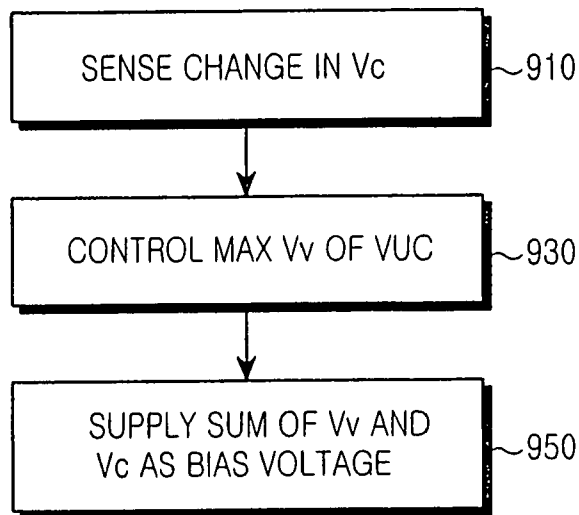 SENSE CHANGE IN Vc
910
CONTROL MAX Vv OF VUC
930
SUPPLY SUM OF Vv AND
Vc AS BIAS VOLTAGE
950